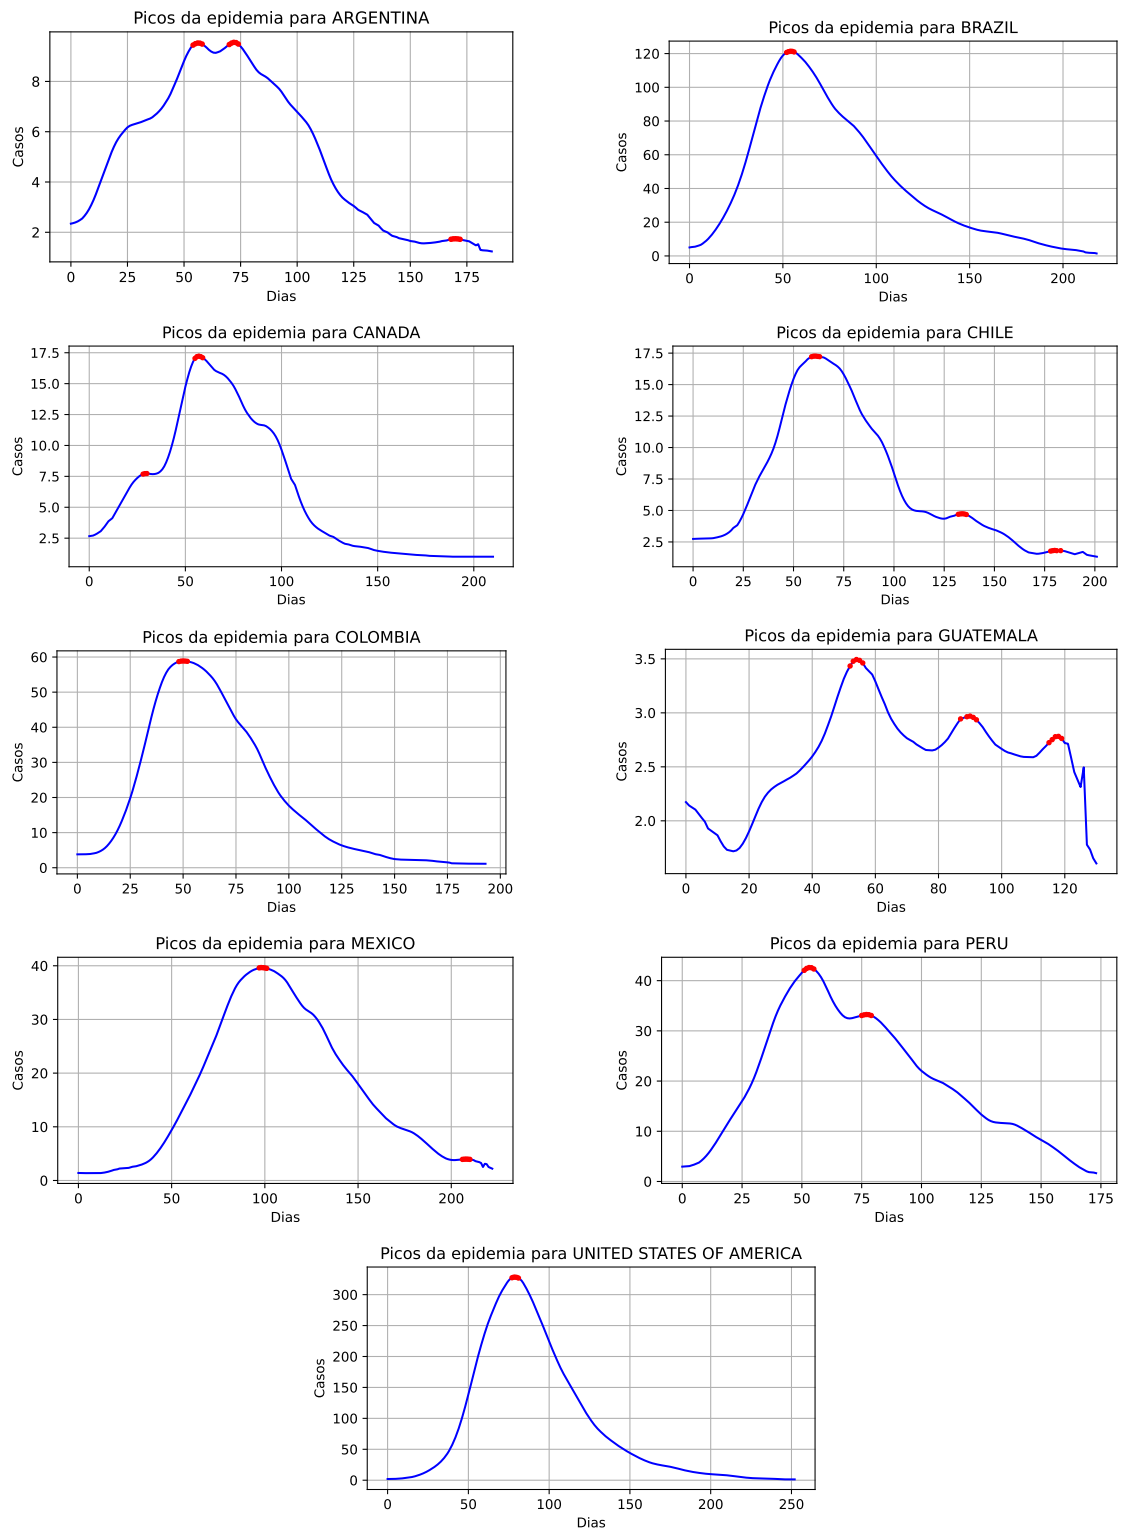 Picos da epidemia para ARGENTINA
8
6
4
2
Casos
0 25 50 75 100 125 150 175
Dias
Picos da epidemia para BRAZIL
120
100
80
60
40
20
0
Casos
0 50 100 150 200
Dias
Picos da epidemia para CANADA
17.5
15.0
12.5
10.0
7.5
5.0
2.5
Casos
0 50 100 150 200
Dias
Picos da epidemia para CHILE
17.5
15.0
12.5
10.0
7.5
5.0
2.5
Casos
0 25 50 75 100 125 150 175 200
Dias
Picos da epidemia para COLOMBIA
60
50
40
30
20
10
0
Casos
0 25 50 75 100 125 150 175 200
Dias
Picos da epidemia para GUATEMALA
3.5
3.0
2.5
2.0
Casos
0 20 40 60 80 100 120
Dias
Picos da epidemia para MEXICO
40
30
20
10
0
Casos
0 50 100 150 200
Dias
Picos da epidemia para PERU
40
30
20
10
0
Casos
0 25 50 75 100 125 150 175
Dias
Picos da epidemia para UNITED STATES OF AMERICA
300
250
200
150
100
50
0
Casos
0 50 100 150 200 250
Dias